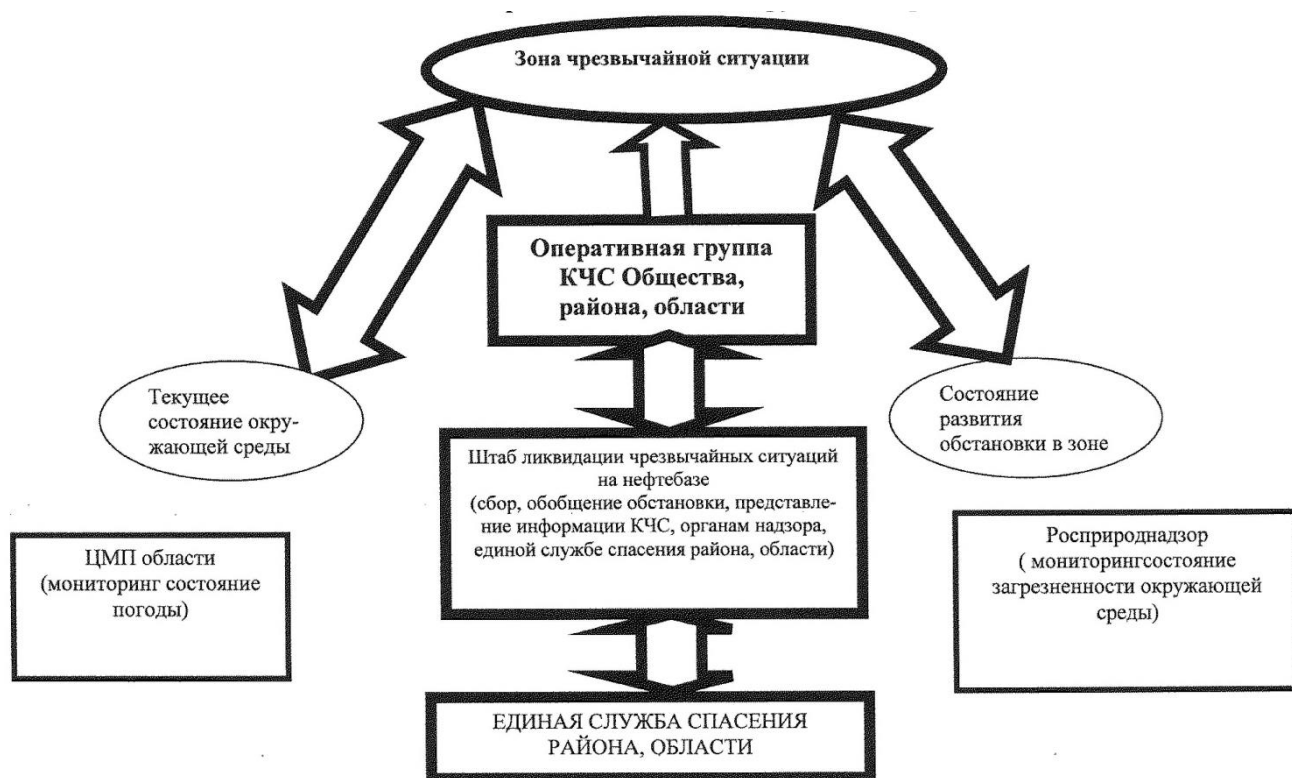 Зона чрезвычайной ситуации
Оперативная группа
КЧС Общества,
района, области
Текущее
состояние окру-
жающей среды
Состояние
развития
обстановки в зоне
Штаб ликвидации чрезвычайных ситуаций
на нефтебазе
(сбор, обобщение обстановки, представле-
ние информации КЧС, органам надзора,
единой службе спасения района, области)
ЦМП области
(мониторинг состояние
погоды)
Росприроднадзор
( мониторингсостояние
загрезненности окружающей
среды)
ЕДИНАЯ СЛУЖБА СПАСЕНИЯ
РАЙОНА, ОБЛАСТИ